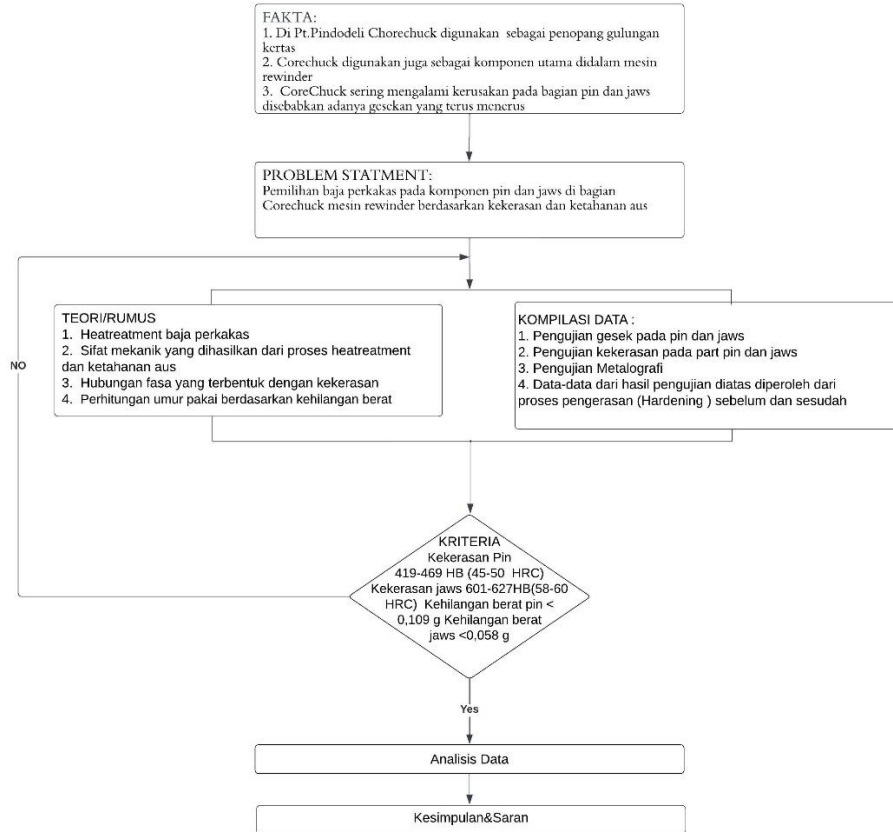 FAKTA:
1. Di Pt.Pindodeli Chorechuck digunakan sebagai penopang gulungan
kertas
2. Corechuck digunakan juga sebagai komponen utama didalam mesin
rewinder
3. CoreChuck sering mengalami kerusakan pada bagian pin dan jaws
disebabkan adanya gesekan yang terus menerus
PROBLEM STATMENT:
Pemilihan baja perkakas pada komponen pin dan jaws di bagian
Corechuck mesin rewinder berdasarkan kekerasan dan ketahanan aus
TEORI/RUMUS
1. Heatreatment baja perkakas
2. Sifat mekanik yang dihasilkan dari proses heatreatment
dan ketahanan aus
3. Hubungan fasa yang terbentuk dengan kekerasan
4. Perhitungan umur pakai berdasarkan kehilangan berat
KOMPILASI DATA :
1. Pengujian gesek pada pin dan jaws
2. Pengujian kekerasan pada part pin dan jaws
3. Pengujian Metalografi
4. Data-data dari hasil pengujian diatas diperoleh dari
proses pengerasan (Hardening ) sebelum dan sesudah
NO
KRITERIA
Kekerasan Pin
419-469 HB (45-50 HRC)
Kekerasan jaws 601-627HB(58-60
HRC) Kehilangan berat pin <
0,109 g Kehilangan berat
jaws <0,058 g
Yes
Analisis Data
Kesimpulan&Saran